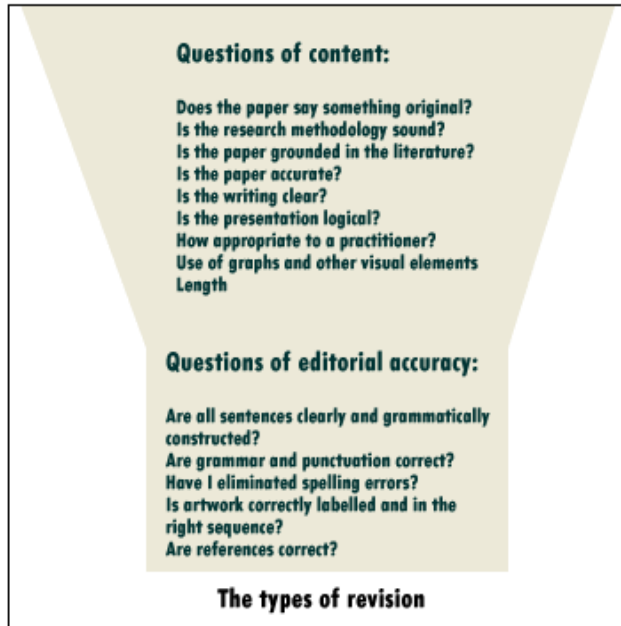 Questions of content:
Does the paper say something original?
Is the research methodology sound?
Is the paper grounded in the literature?
Is the paper accurate?
Is the writing clear?
Is the presentation logical?
How appropriate to a practitioner?
Use of graphs and other visual elements
Length
Questions of editorial accuracy:
Are all sentences clearly and grammatically
constructed?
Are grammar and punctuation correct?
Have I eliminated spelling errors?
Is artwork correctly labelled and in the
right sequence?
Are references correct?
The types of revision